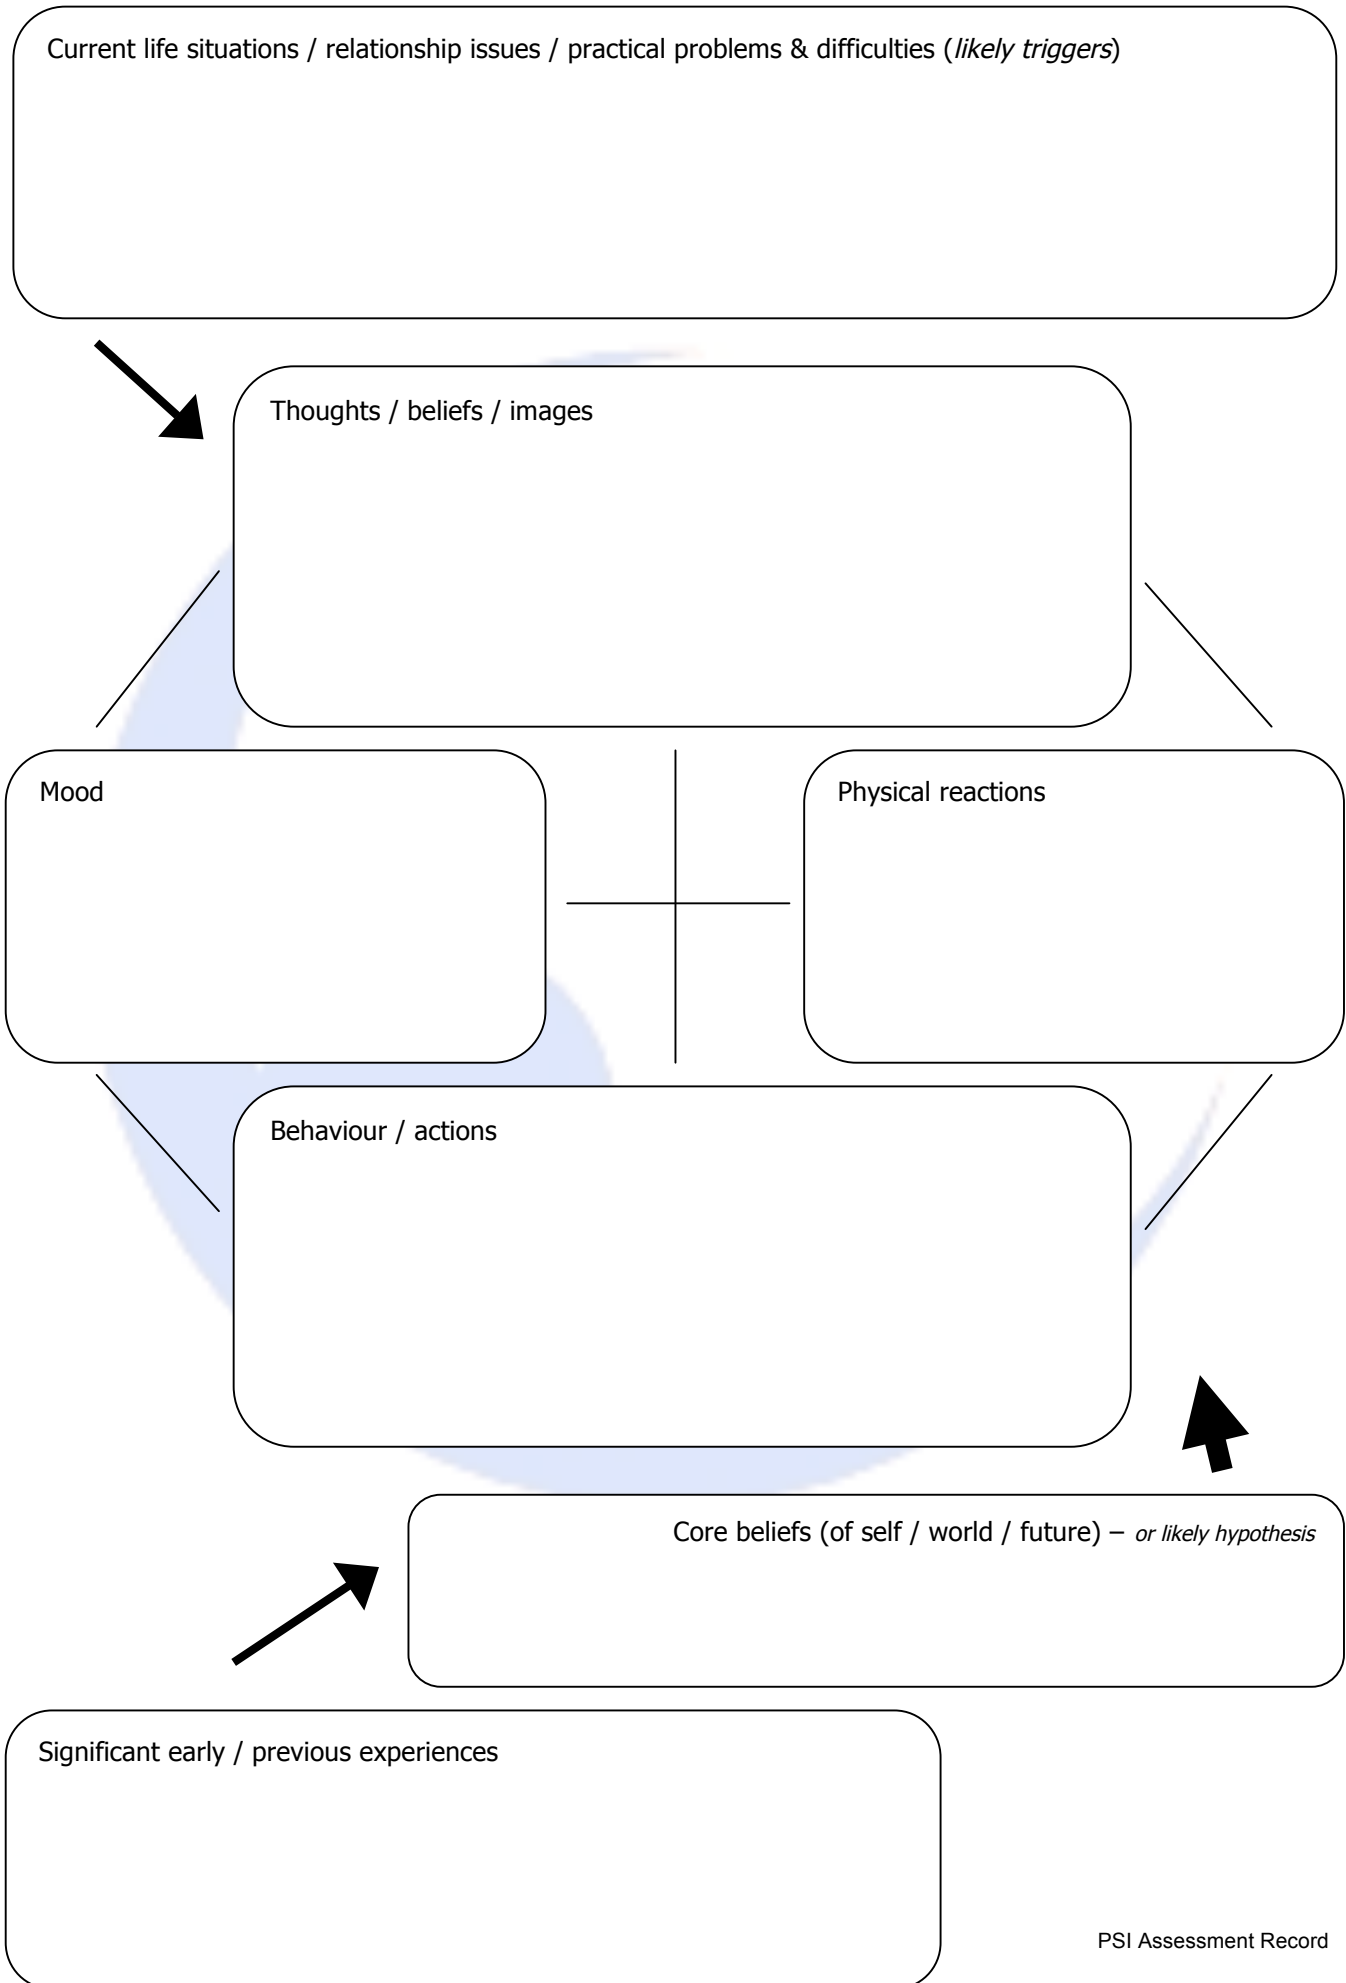 Current life situations / relationship issues / practical problems & difficulties (likely triggers)
Thoughts / beliefs / images
Mood
Physical reactions
Behaviour / actions
Core beliefs (of self / world / future) – or likely hypothesis
Significant early / previous experiences
PSI Assessment Record